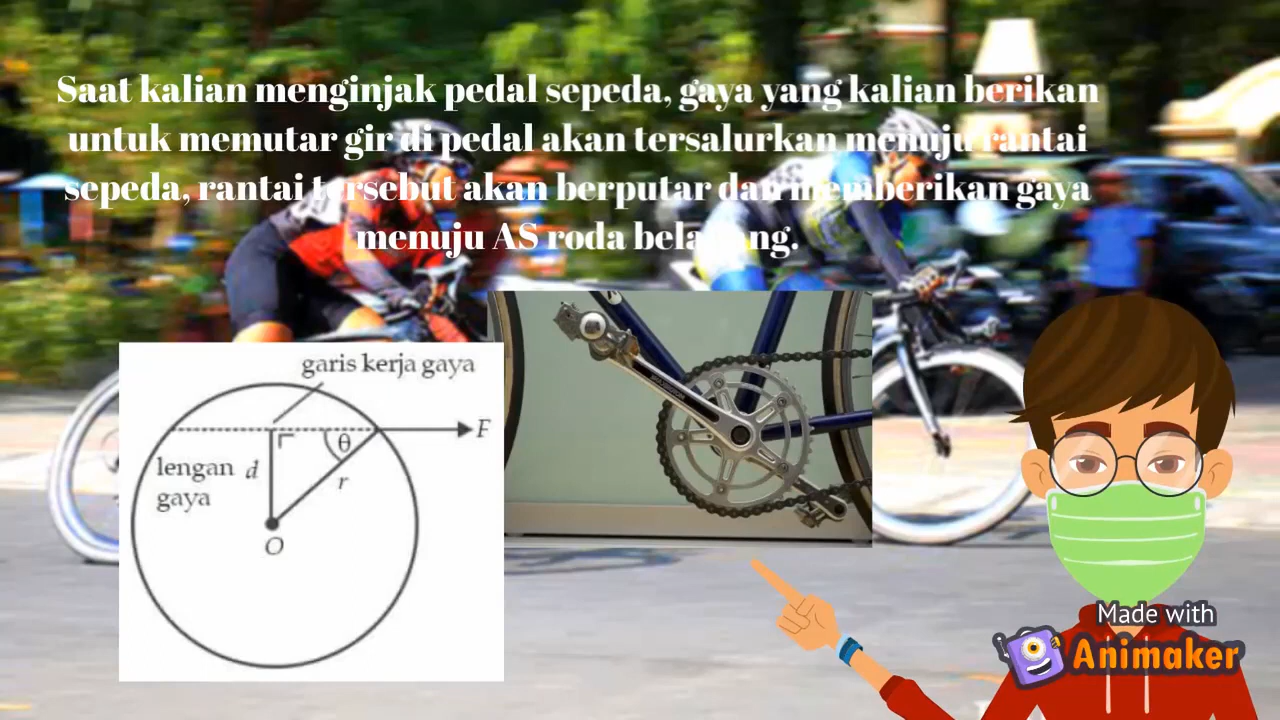 Saat kalian menginjak pedal sepeda, gaya yang kalian berikan
untuk memutar gir di pedal akan tersalurkan menuju rantai
sepeda, rantai tersebut akan berputar dan memberikan gaya
menuju AS roda belakang.
garis kerja gaya
F
θ
lengan d
gaya
r
O
Made with
Animaker